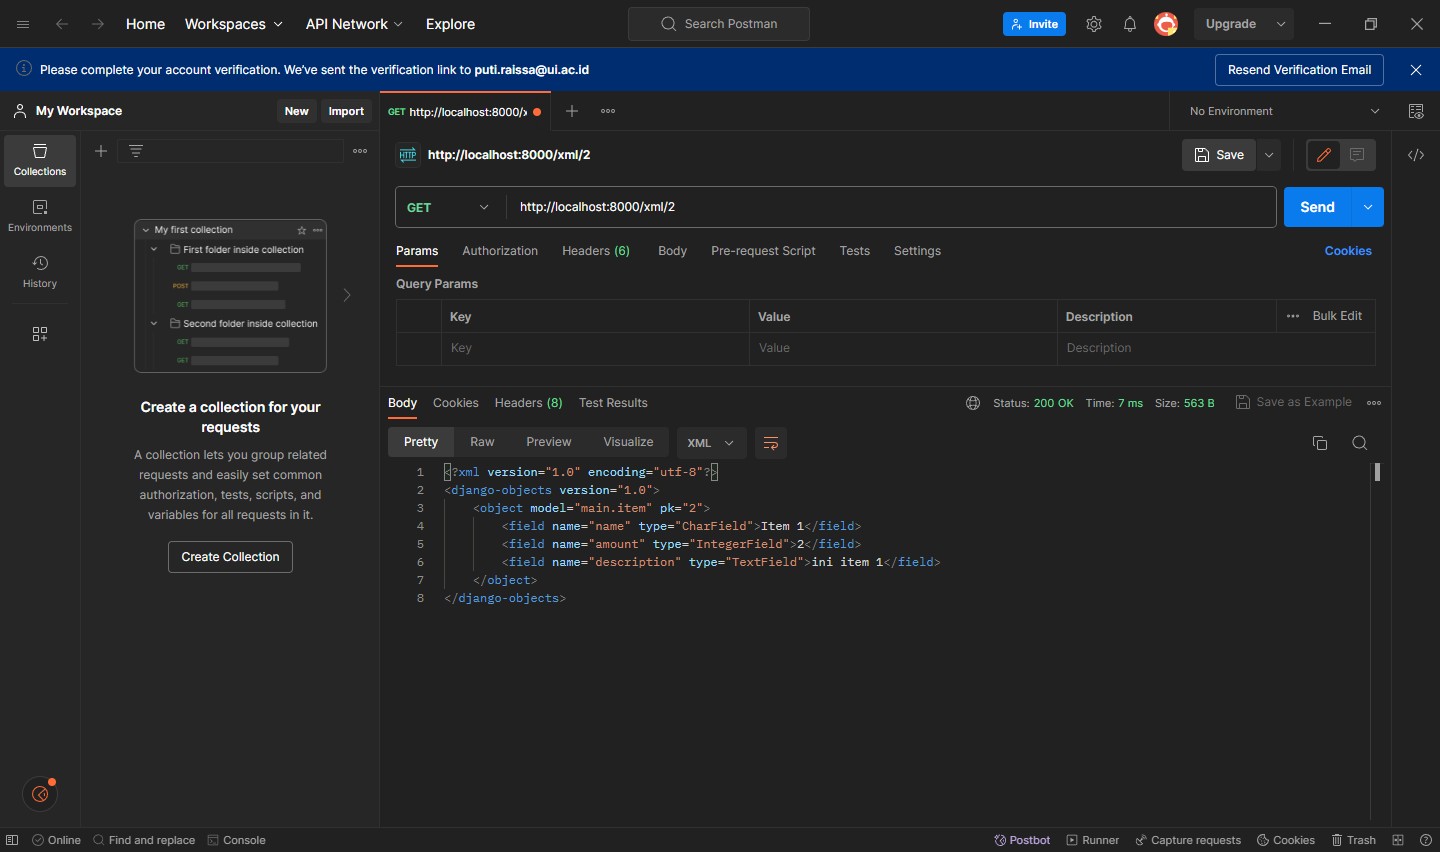 Home Workspaces API Network Explore Search Postman Invite Upgrade
Please complete your account verification. We've sent the verification link to puti.raissa@ui.ac.id Resend Verification Email
My Workspace New Import GET http://localhost:8000/x No Environment
Collections
Environments
History
My first collection
First folder inside collection
GET
POST
GET
Second folder inside collection
GET
GET
Create a collection for your
requests
A collection lets you group related
requests and easily set common
authorization, tests, scripts, and
variables for all requests in it.
Create Collection
HTTP http://localhost:8000/xml/2 Save
GET http://localhost:8000/xml/2 Send
Params Authorization Headers (6) Body Pre-request Script Tests Settings Cookies
Query Params
Key Value Description Bulk Edit
Key Value Description
Body Cookies Headers (8) Test Results Status: 200 OK Time: 7 ms Size: 563 B Save as Example
Pretty Raw Preview Visualize XML
1 <?xml version="1.0" encoding="utf-8"?>
2 <django-objects version="1.0">
3 <object model="main.item" pk="2">
4 <field name="name" type="CharField">Item 1</field>
5 <field name="amount" type="IntegerField">2</field>
6 <field name="description" type="TextField">ini item 1</field>
7 </object>
8 </django-objects>
Online Find and replace Console Postbot Runner Capture requests Cookies Trash